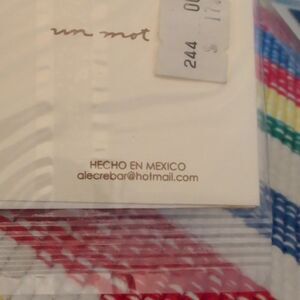 un mot
244
HECHO EN MEXICO
alecrebar@hotmail.com